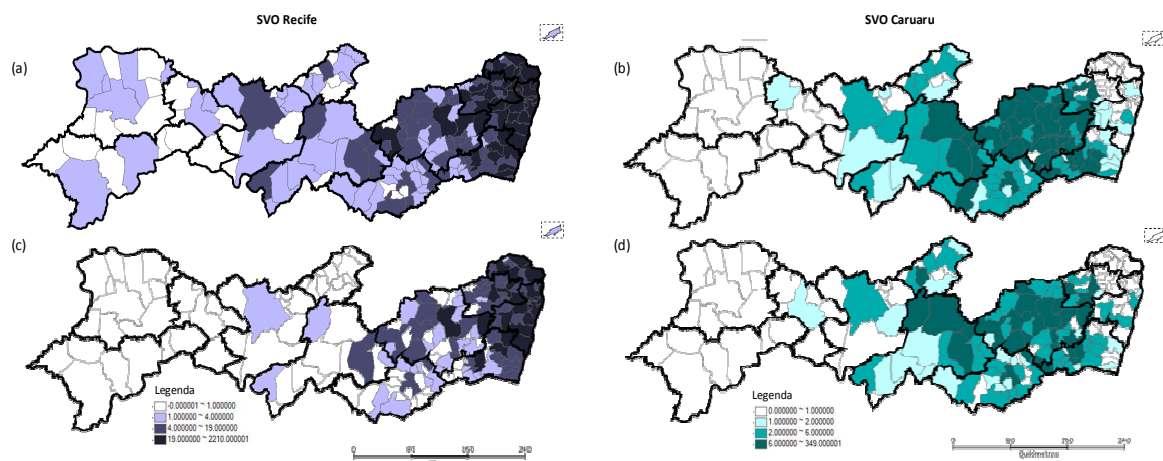 SVO Recife
SVO Caruaru
(a)
(b)
(c)
(d)
Legenda
-0.000001 ~ 1.000000
1.000000 ~ 4.000000
4.000000 ~ 19.000000
19.000000 ~ 2210.000001
Legenda
0.000000 ~ 1.000000
1.000000 ~ 2.000000
2.000000 ~ 6.000000
6.000000 ~ 349.000001
0
240
0
240